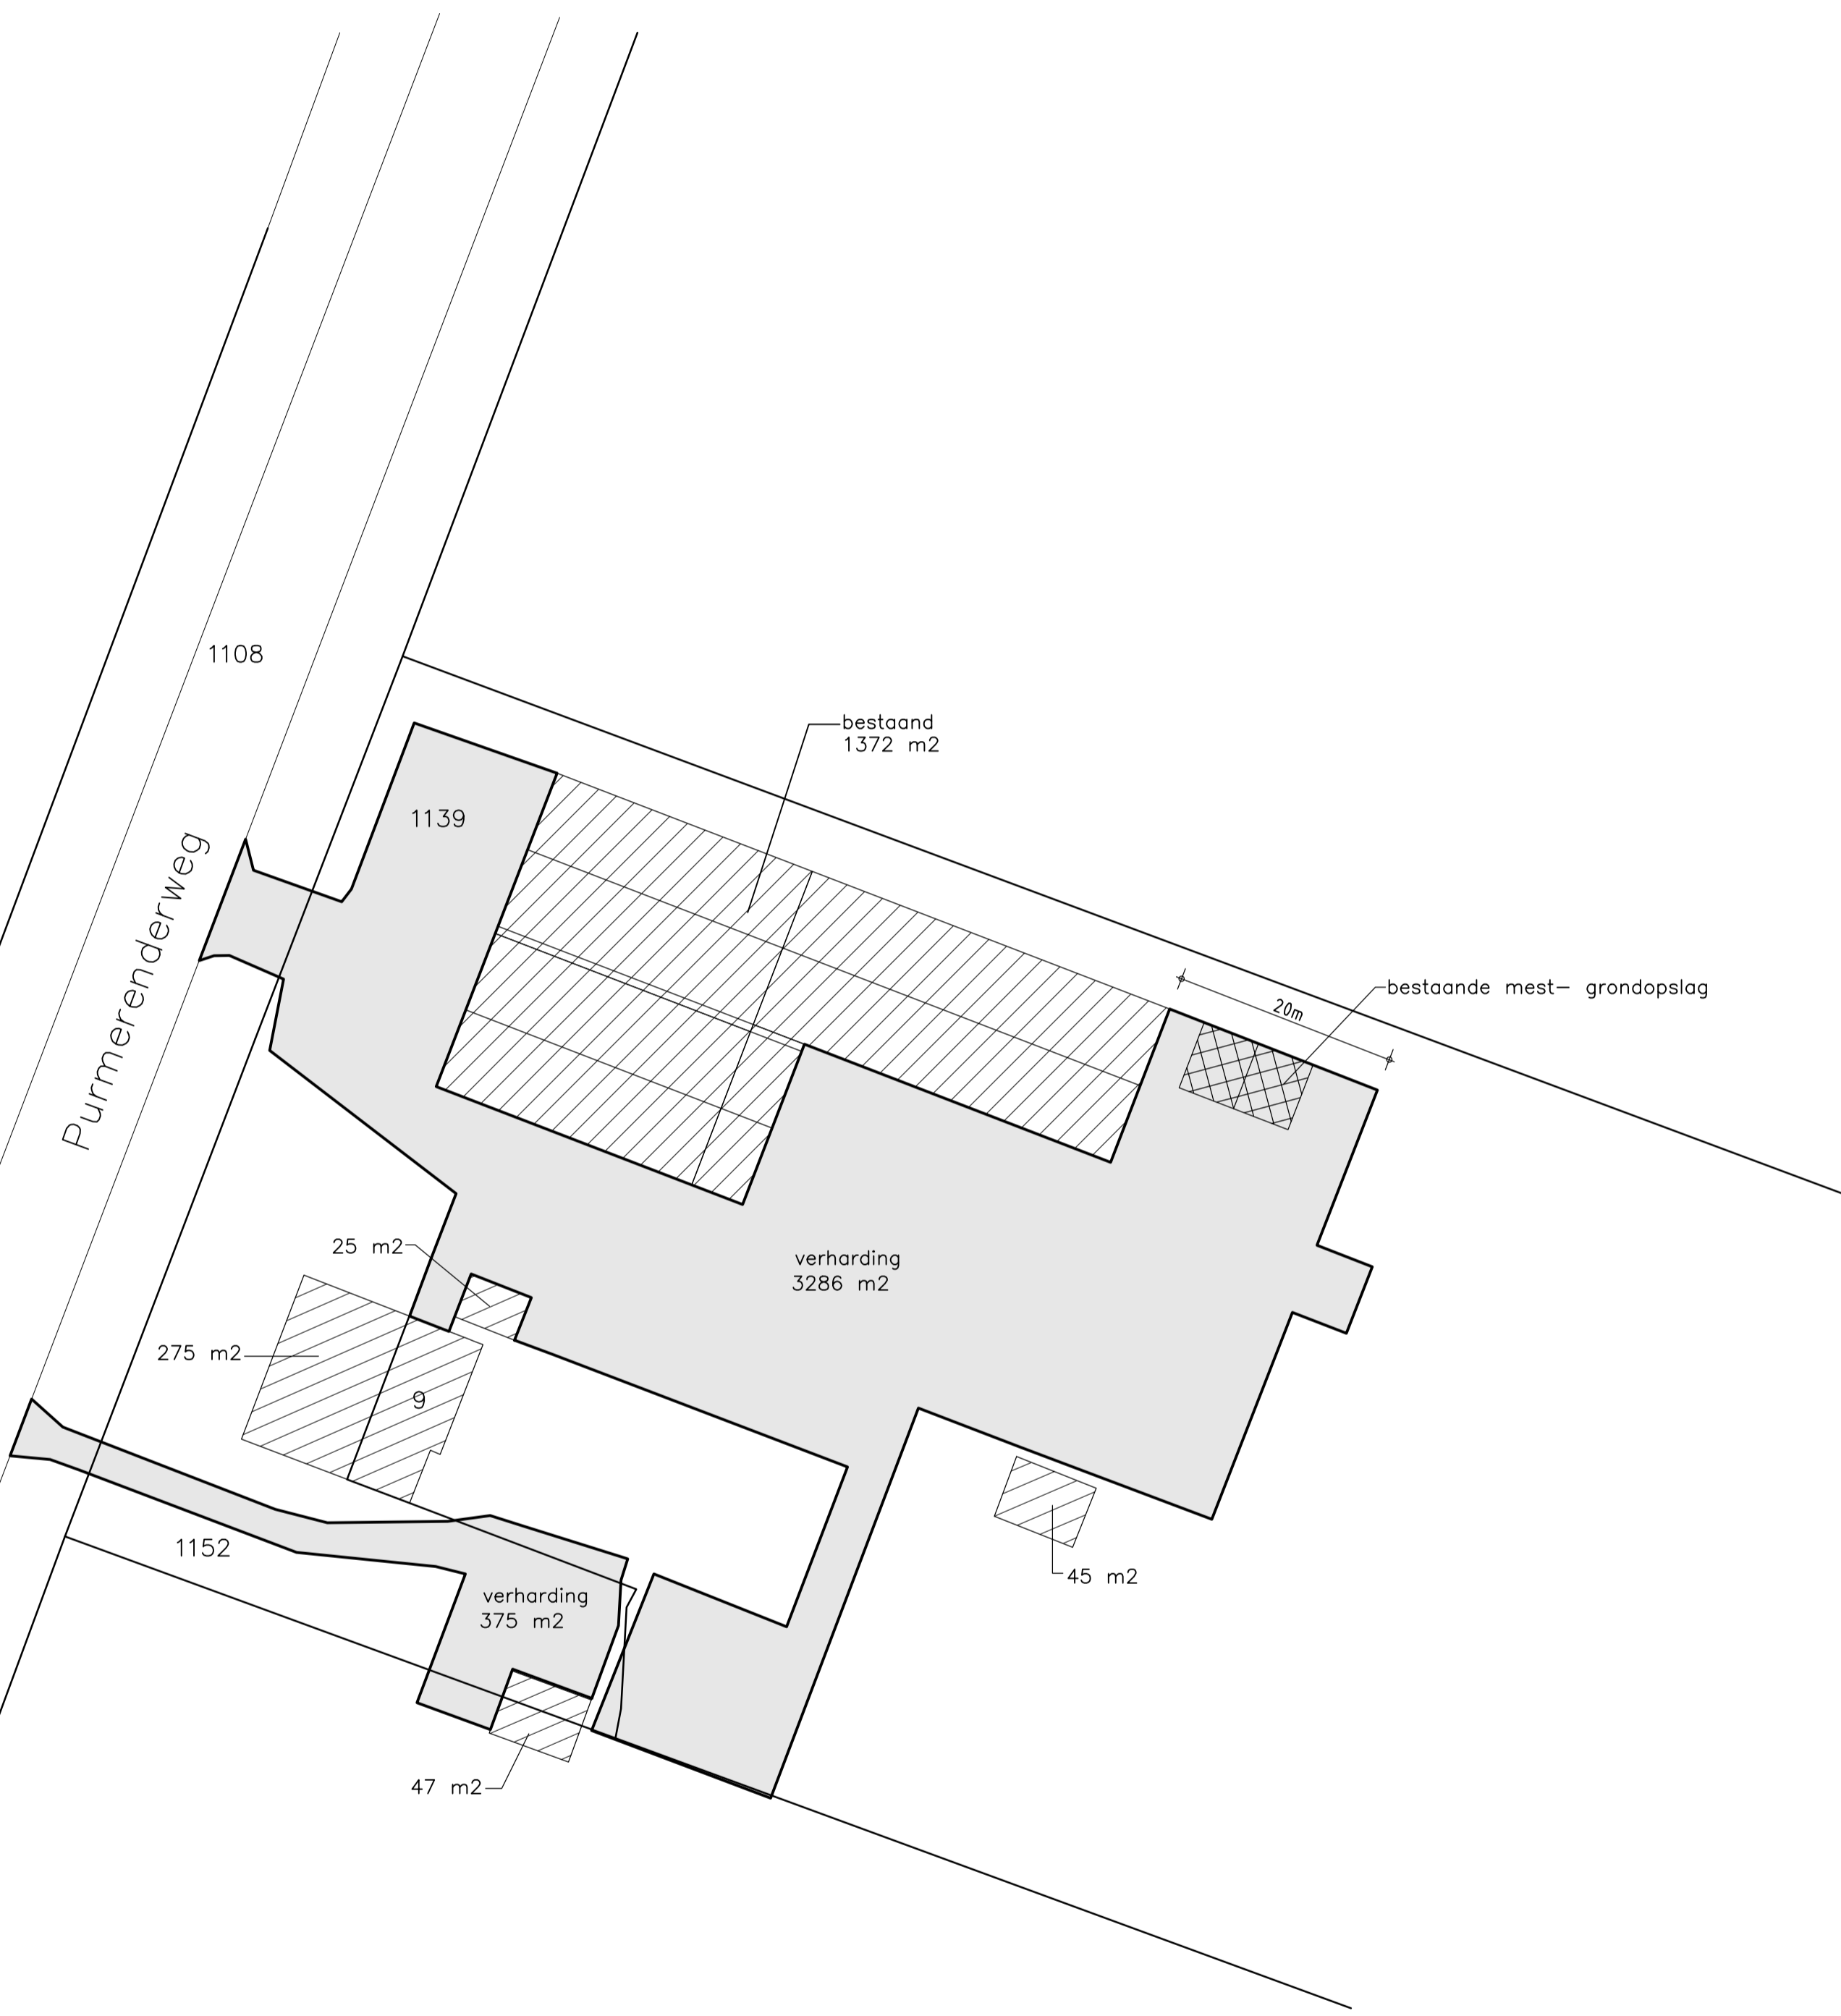 1108
bestaand
1372 m2
1139
Purmerenderweg
bestaande mest- grondopslag
20m
25 m2
verharding
3286 m2
275 m2
9
1152
verharding
375 m2
45 m2
47 m2